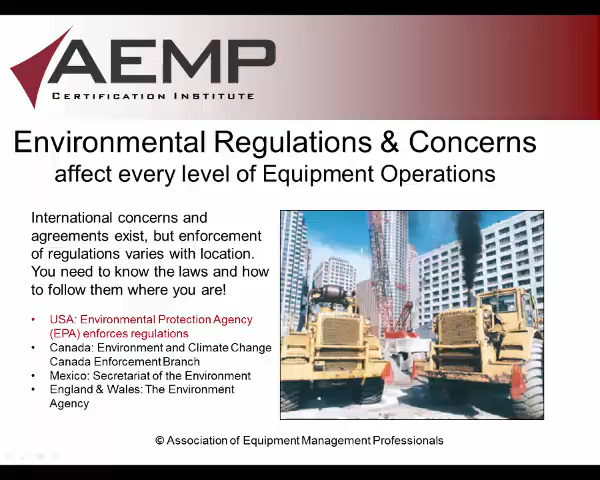 AEMP
CERTIFICATION INSTITUTE
Environmental Regulations & Concerns
affect every level of Equipment Operations
International concerns and
agreements exist, but enforcement
of regulations varies with location.
You need to know the laws and how
to follow them where you are!
• USA: Environmental Protection Agency
(EPA) enforces regulations
• Canada: Environment and Climate Change
Canada Enforcement Branch
• Mexico: Secretariat of the Environment
• England & Wales: The Environment
Agency
© Association of Equipment Management Professionals